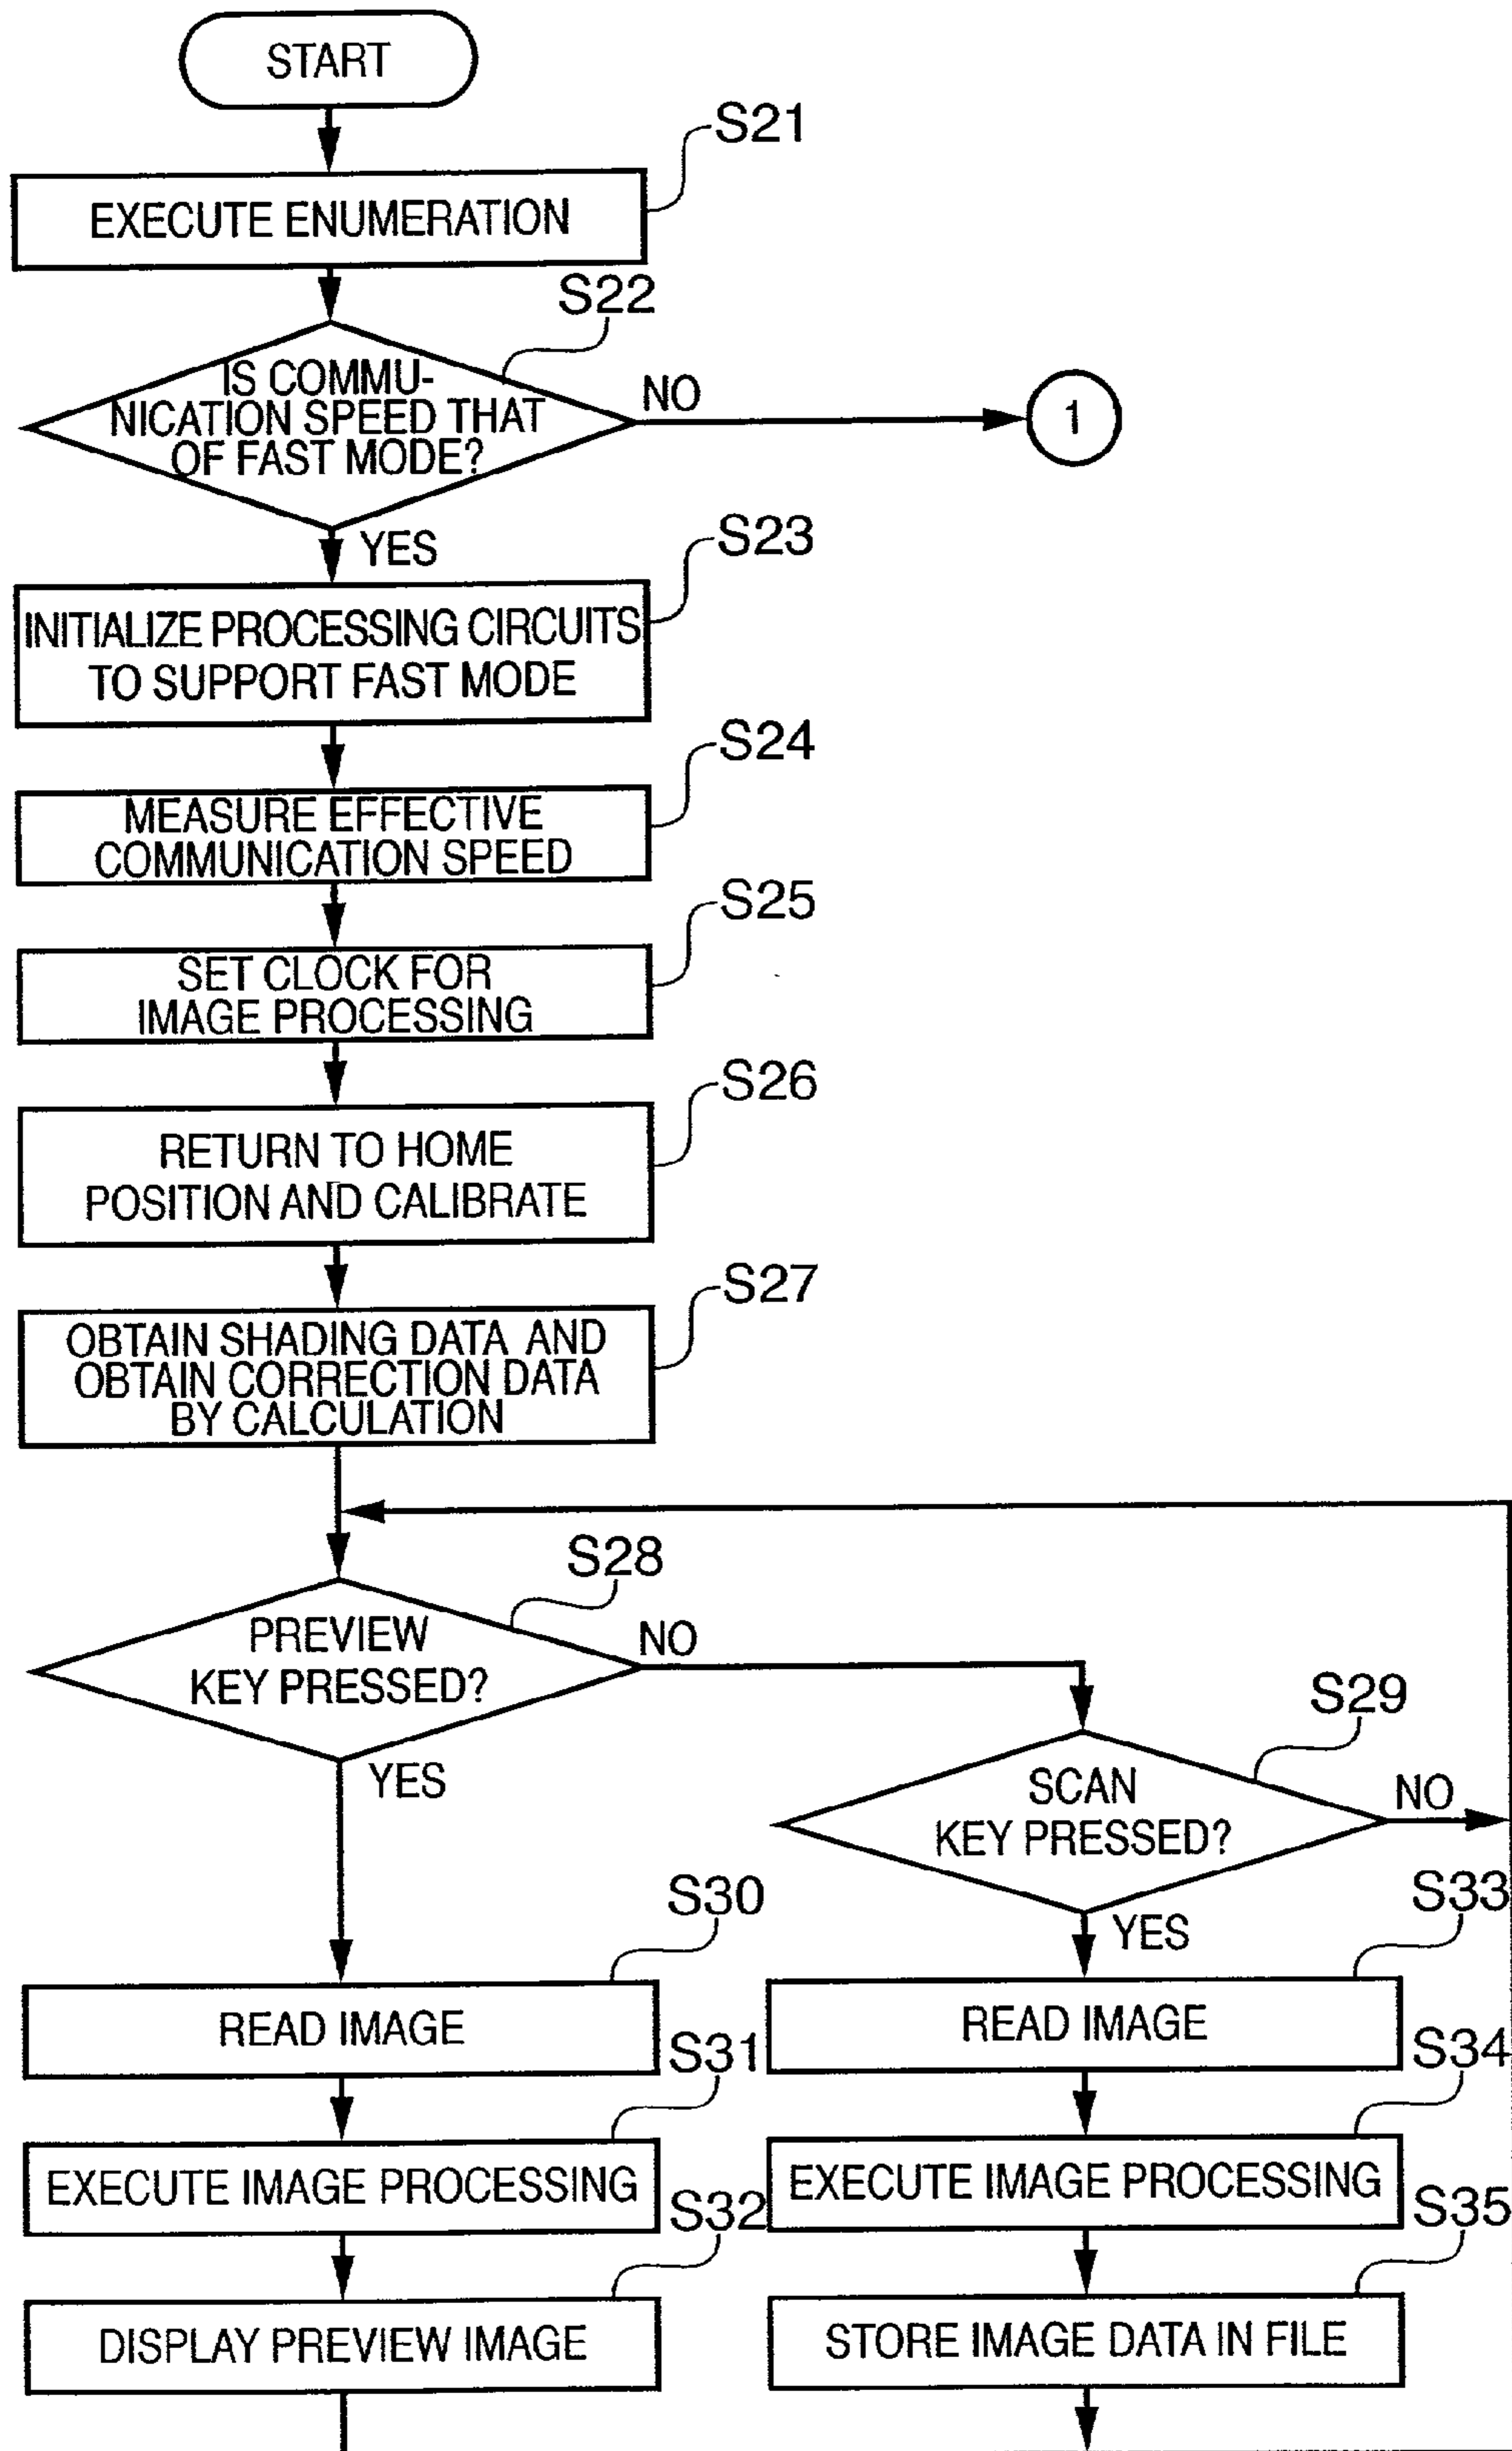 START
S21
EXECUTE ENUMERATION
S22
IS COMMU-
NICATION SPEED THAT
OF FAST MODE?
NO
1
YES
S23
INITIALIZE PROCESSING CIRCUITS
TO SUPPORT FAST MODE
S24
MEASURE EFFECTIVE
COMMUNICATION SPEED
S25
SET CLOCK FOR
IMAGE PROCESSING
S26
RETURN TO HOME
POSITION AND CALIBRATE
S27
OBTAIN SHADING DATA AND
OBTAIN CORRECTION DATA
BY CALCULATION
S28
PREVIEW
KEY PRESSED?
NO
YES
S29
SCAN
KEY PRESSED?
NO
YES
S30
READ IMAGE
S31
EXECUTE IMAGE PROCESSING
S32
DISPLAY PREVIEW IMAGE
S33
READ IMAGE
S34
EXECUTE IMAGE PROCESSING
S35
STORE IMAGE DATA IN FILE